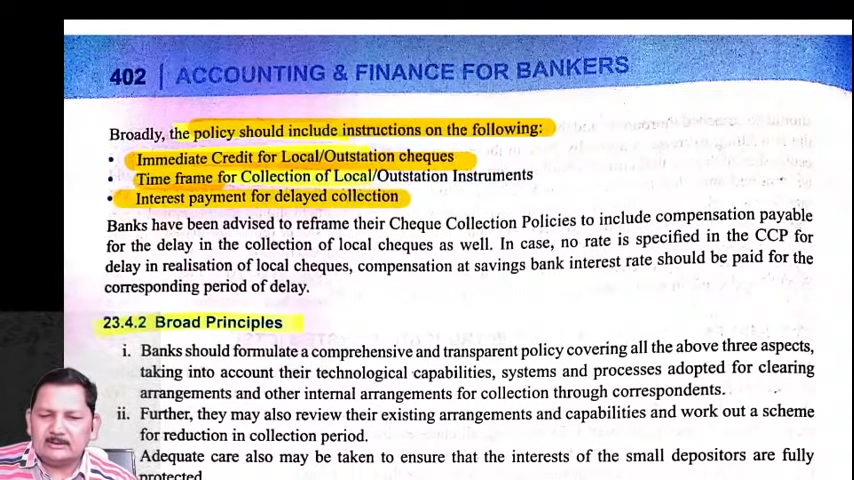 402 | ACCOUNTING & FINANCE FOR BANKERS
Broadly, the policy should include instructions on the following:
• Immediate Credit for Local/Outstation cheques
• Time frame for Collection of Local/Outstation Instruments
• Interest payment for delayed collection
Banks have been advised to reframe their Cheque Collection Policies to include compensation payable
for the delay in the collection of local cheques as well. In case, no rate is specified in the CCP for
delay in realisation of local cheques, compensation at savings bank interest rate should be paid for the
corresponding period of delay.
23.4.2 Broad Principles
i. Banks should formulate a comprehensive and transparent policy covering all the above three aspects,
taking into account their technological capabilities, systems and processes adopted for clearing
arrangements and other internal arrangements for collection through correspondents.
ii. Further, they may also review their existing arrangements and capabilities and work out a scheme
for reduction in collection period.
Adequate care also may be taken to ensure that the interests of the small depositors are fully
protected